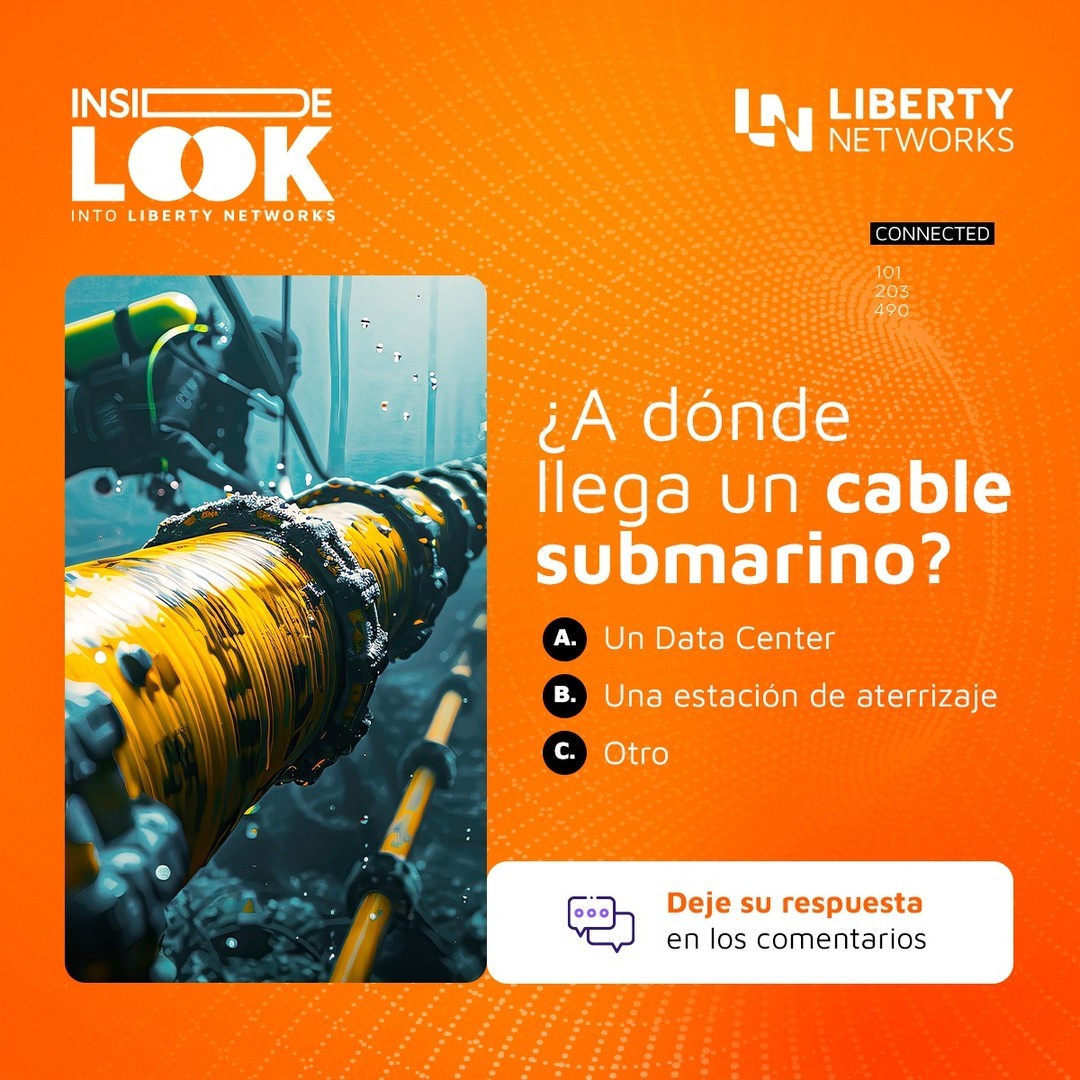 INSIDE
LOOK
INTO LIBERTY NETWORKS
LN LIBERTY
NETWORKS
CONNECTED
101
203
490
¿A dónde
llega un cable
submarino?
A. Un Data Center
B. Una estación de aterrizaje
C. Otro
Deje su respuesta
en los comentarios